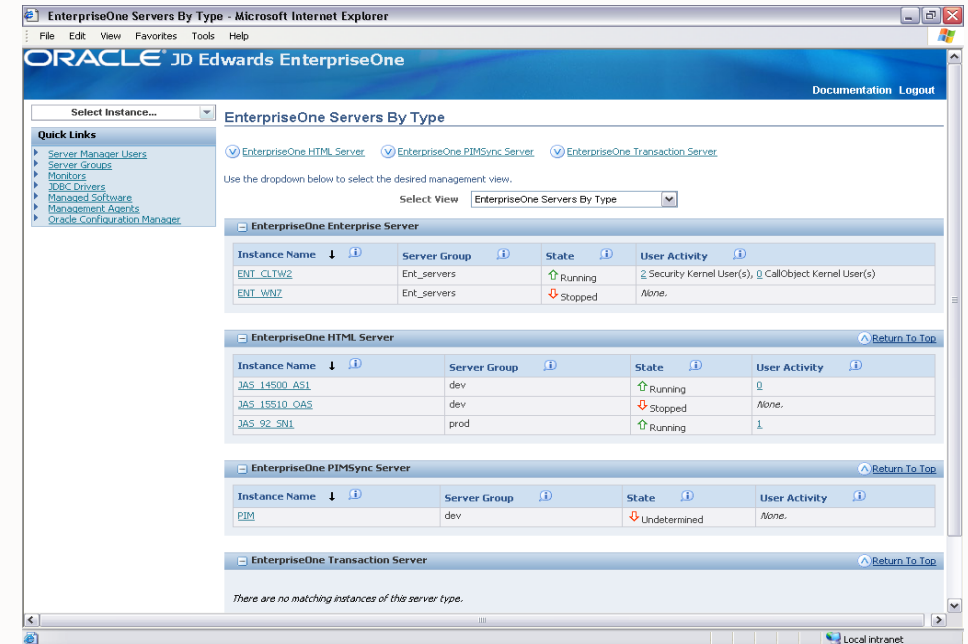 EnterpriseOne Servers By Type - Microsoft Internet Explorer
File Edit View Favorites Tools Help
ORACLE JD Edwards EnterpriseOne
Documentation Logout
Select Instance...
Quick Links
Server Manager Users
Server Groups
Monitors
JDBC Drivers
Managed Software
Management Agents
Oracle Configuration Manager
EnterpriseOne Servers By Type
EnterpriseOne HTML Server EnterpriseOne PIMSync Server EnterpriseOne Transaction Server
Use the dropdown below to select the desired management view.
Select View EnterpriseOne Servers By Type
EnterpriseOne Enterprise Server
Instance Name Server Group State User Activity
ENT_CLTW2 Ent_servers Running 2 Security Kernel User(s), 0 CallObject Kernel User(s)
ENT_WN7 Ent_servers Stopped None.
EnterpriseOne HTML Server Return To Top
Instance Name Server Group State User Activity
JAS_14500_AS1 dev Running 0
JAS_15510_OAS dev Stopped None.
JAS_92_SN1 prod Running 1
EnterpriseOne PIMSync Server Return To Top
Instance Name Server Group State User Activity
PIM dev Undetermined None.
EnterpriseOne Transaction Server Return To Top
There are no matching instances of this server type.
Local intranet